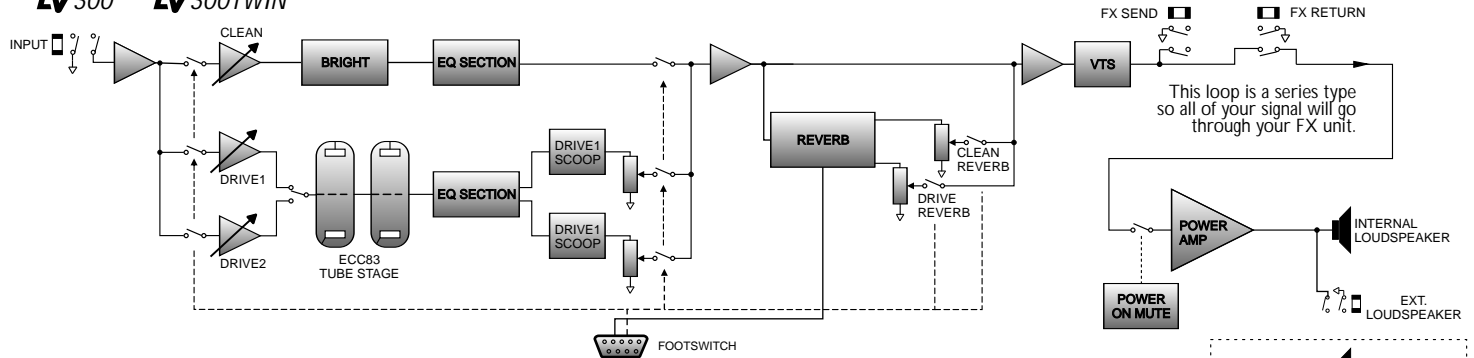 LV 300 LV 300TWIN
INPUT
CLEAN
BRIGHT
EQ SECTION
DRIVE1
DRIVE2
ECC83
TUBE STAGE
EQ SECTION
DRIVE1
SCOOP
DRIVE1
SCOOP
REVERB
CLEAN
REVERB
DRIVE
REVERB
FOOTSWITCH
VTS
FX SEND
FX RETURN
This loop is a series type
so all of your signal will go
through your FX unit.
POWER
AMP
POWER
ON MUTE
INTERNAL
LOUDSPEAKER
EXT.
LOUDSPEAKER